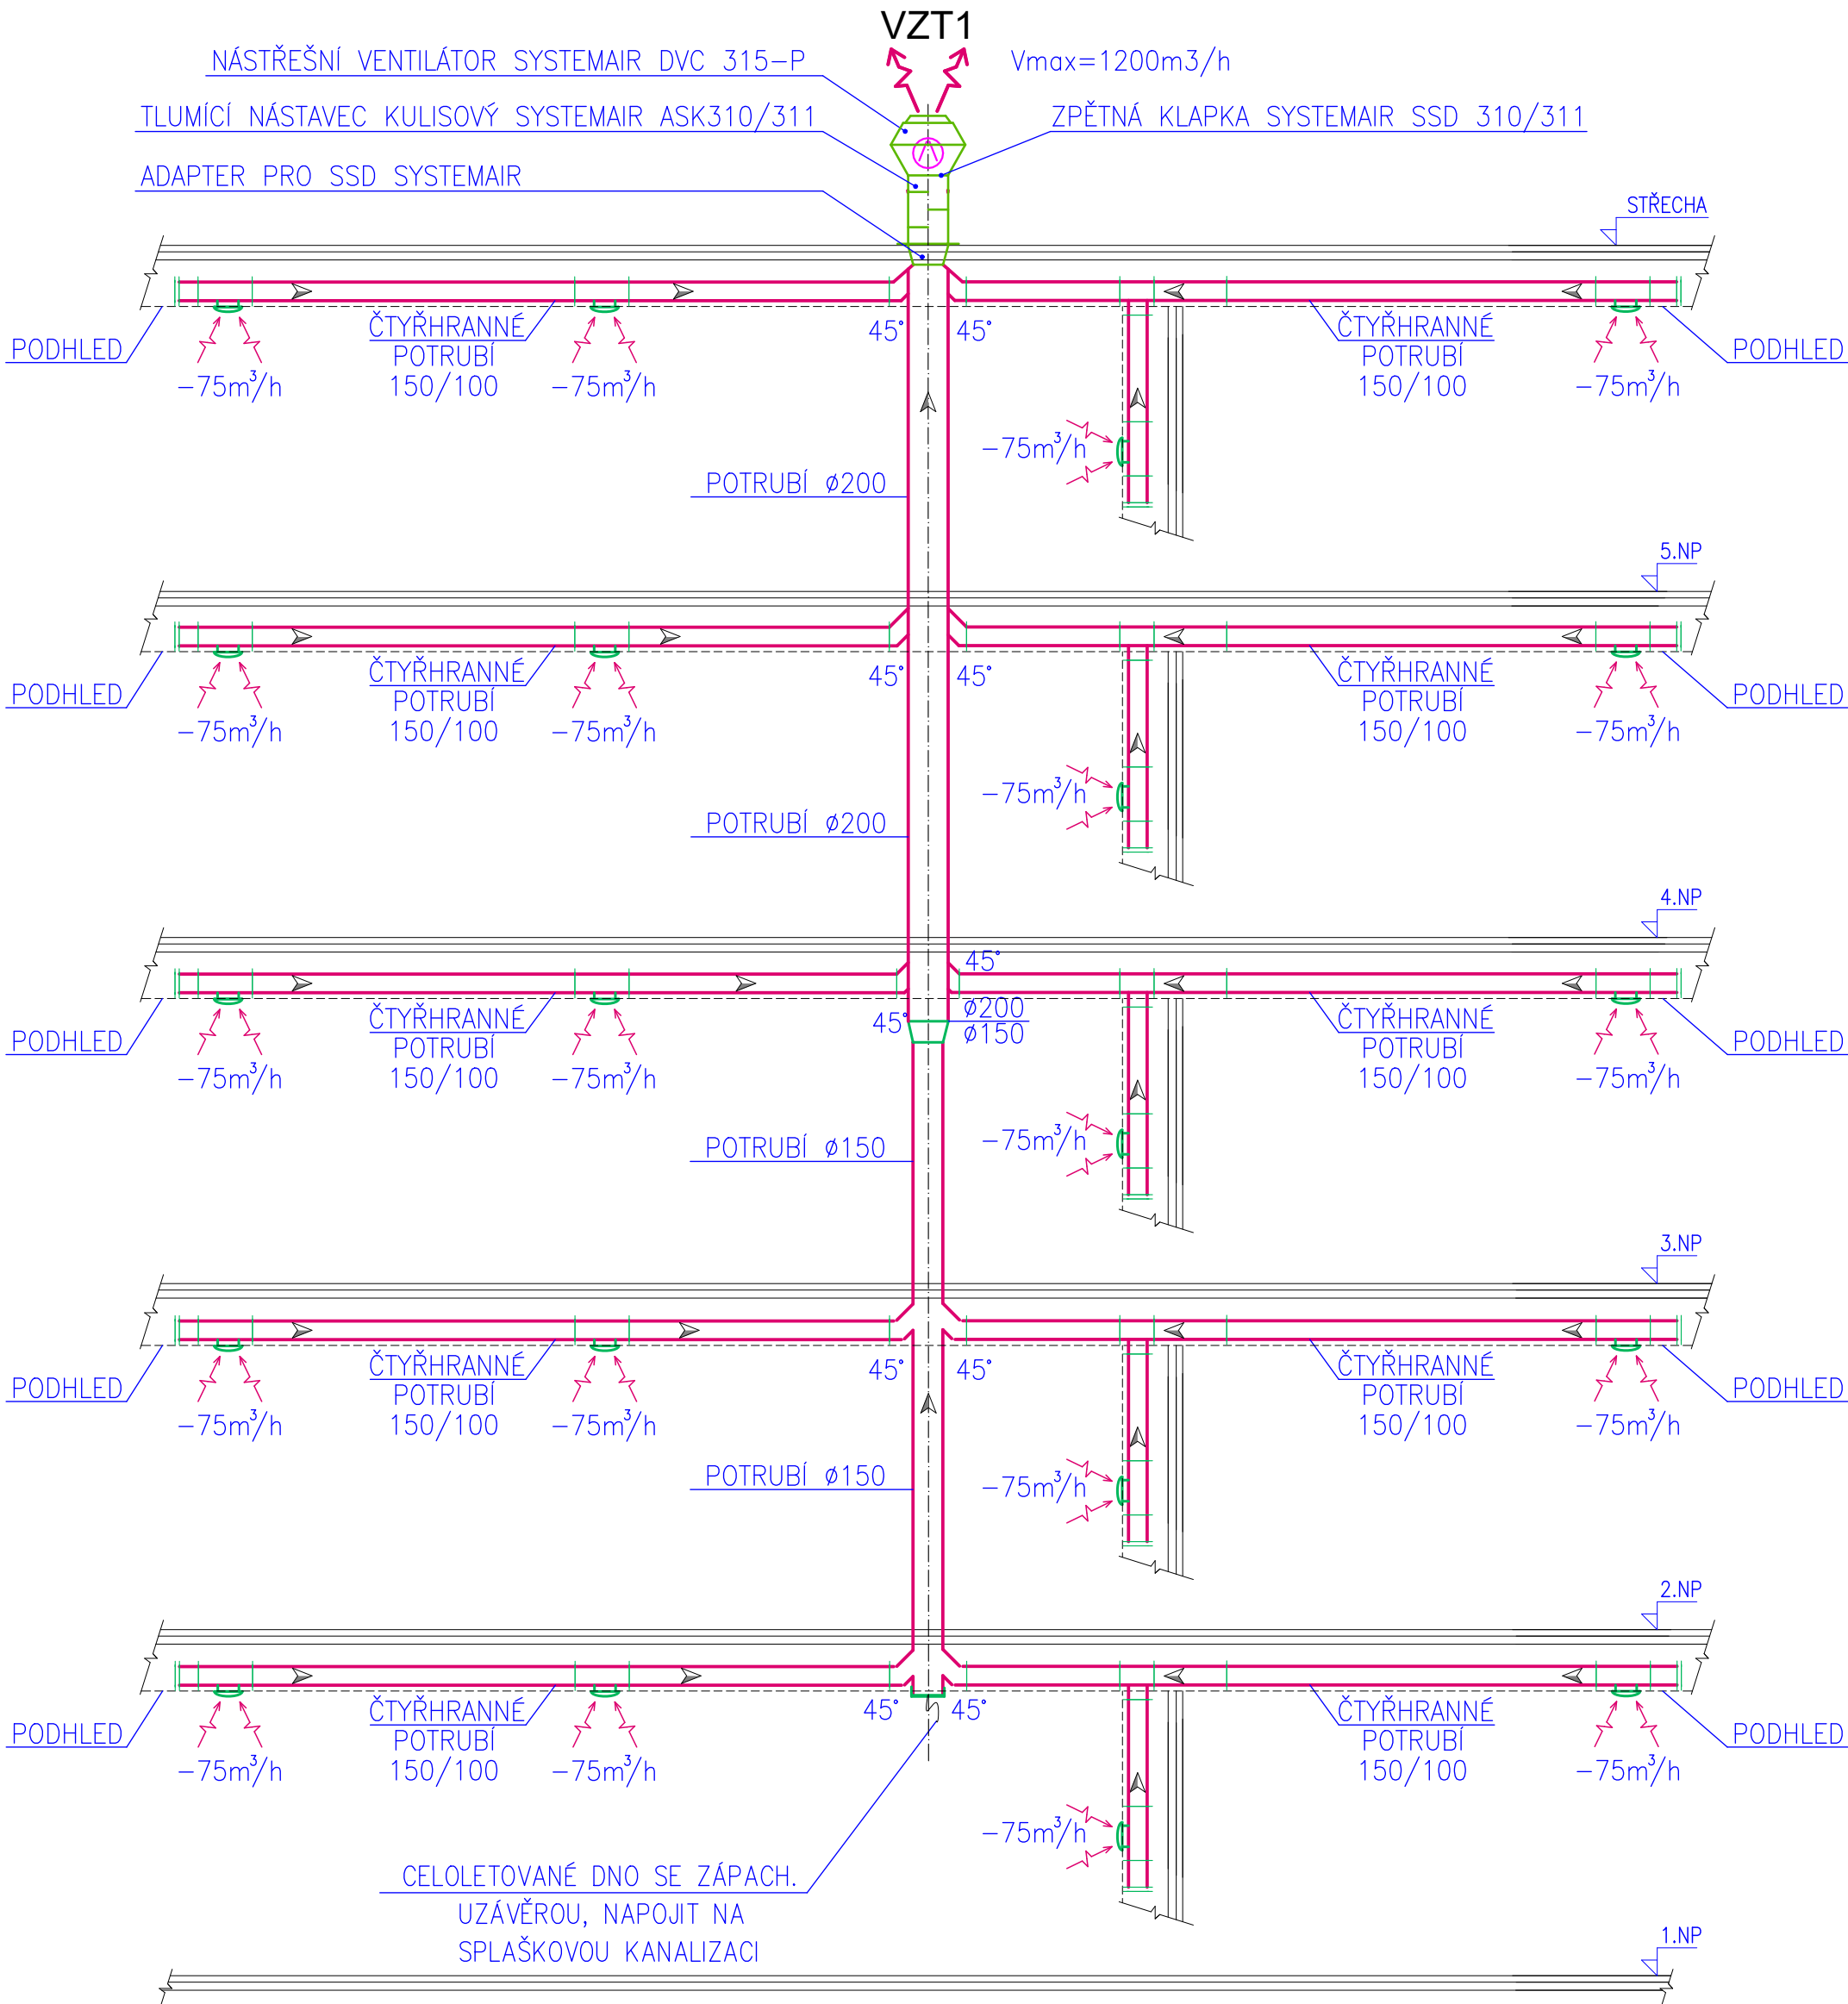 VZT1
NÁSTŘEŠNÍ VENTILÁTOR SYSTEMAIR DVC 315-P
Vmax=1200m3/h
TLUMÍCÍ NÁSTAVEC KULISOVÝ SYSTEMAIR ASK310/311
ZPĚTNÁ KLAPKA SYSTEMAIR SSD 310/311
ADAPTER PRO SSD SYSTEMAIR
STŘECHA
45° 45°
PODHLED
ČTYŘHRANNÉ
POTRUBÍ
150/100
ČTYŘHRANNÉ
POTRUBÍ
150/100
PODHLED
-75m³/h
-75m³/h
-75m³/h
-75m³/h
POTRUBÍ ø200
5.NP
45° 45°
PODHLED
ČTYŘHRANNÉ
POTRUBÍ
150/100
ČTYŘHRANNÉ
POTRUBÍ
150/100
PODHLED
-75m³/h
-75m³/h
-75m³/h
-75m³/h
POTRUBÍ ø200
4.NP
45°
ø200
ø150
45°
PODHLED
ČTYŘHRANNÉ
POTRUBÍ
150/100
ČTYŘHRANNÉ
POTRUBÍ
150/100
PODHLED
-75m³/h
-75m³/h
-75m³/h
-75m³/h
POTRUBÍ ø150
3.NP
45° 45°
PODHLED
ČTYŘHRANNÉ
POTRUBÍ
150/100
ČTYŘHRANNÉ
POTRUBÍ
150/100
PODHLED
-75m³/h
-75m³/h
-75m³/h
-75m³/h
POTRUBÍ ø150
2.NP
45° 45°
PODHLED
ČTYŘHRANNÉ
POTRUBÍ
150/100
ČTYŘHRANNÉ
POTRUBÍ
150/100
PODHLED
-75m³/h
-75m³/h
-75m³/h
-75m³/h
CELOLETOVANÉ DNO SE ZÁPACH.
UZÁVĚROU, NAPOJIT NA
SPLAŠKOVOU KANALIZACI
1.NP